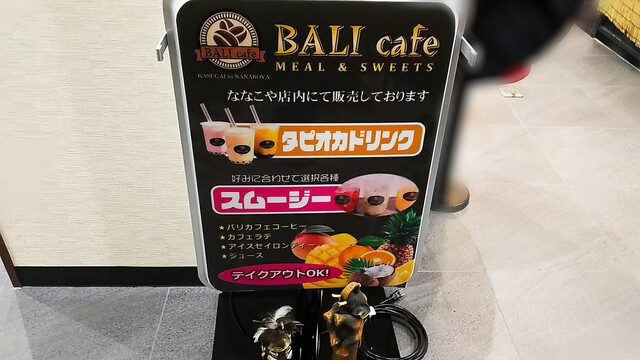 BALI cafe
BALI cafe
MEAL & SWEETS
KASUGAI in NANAKOYA
ななこや店内にて販売しております
タピオカドリンク
好みに合わせて選択各種
スムージー
★バリカフェコーヒー
★カフェラテ
★アイスセイロンティー
★ジュース
テイクアウトOK!